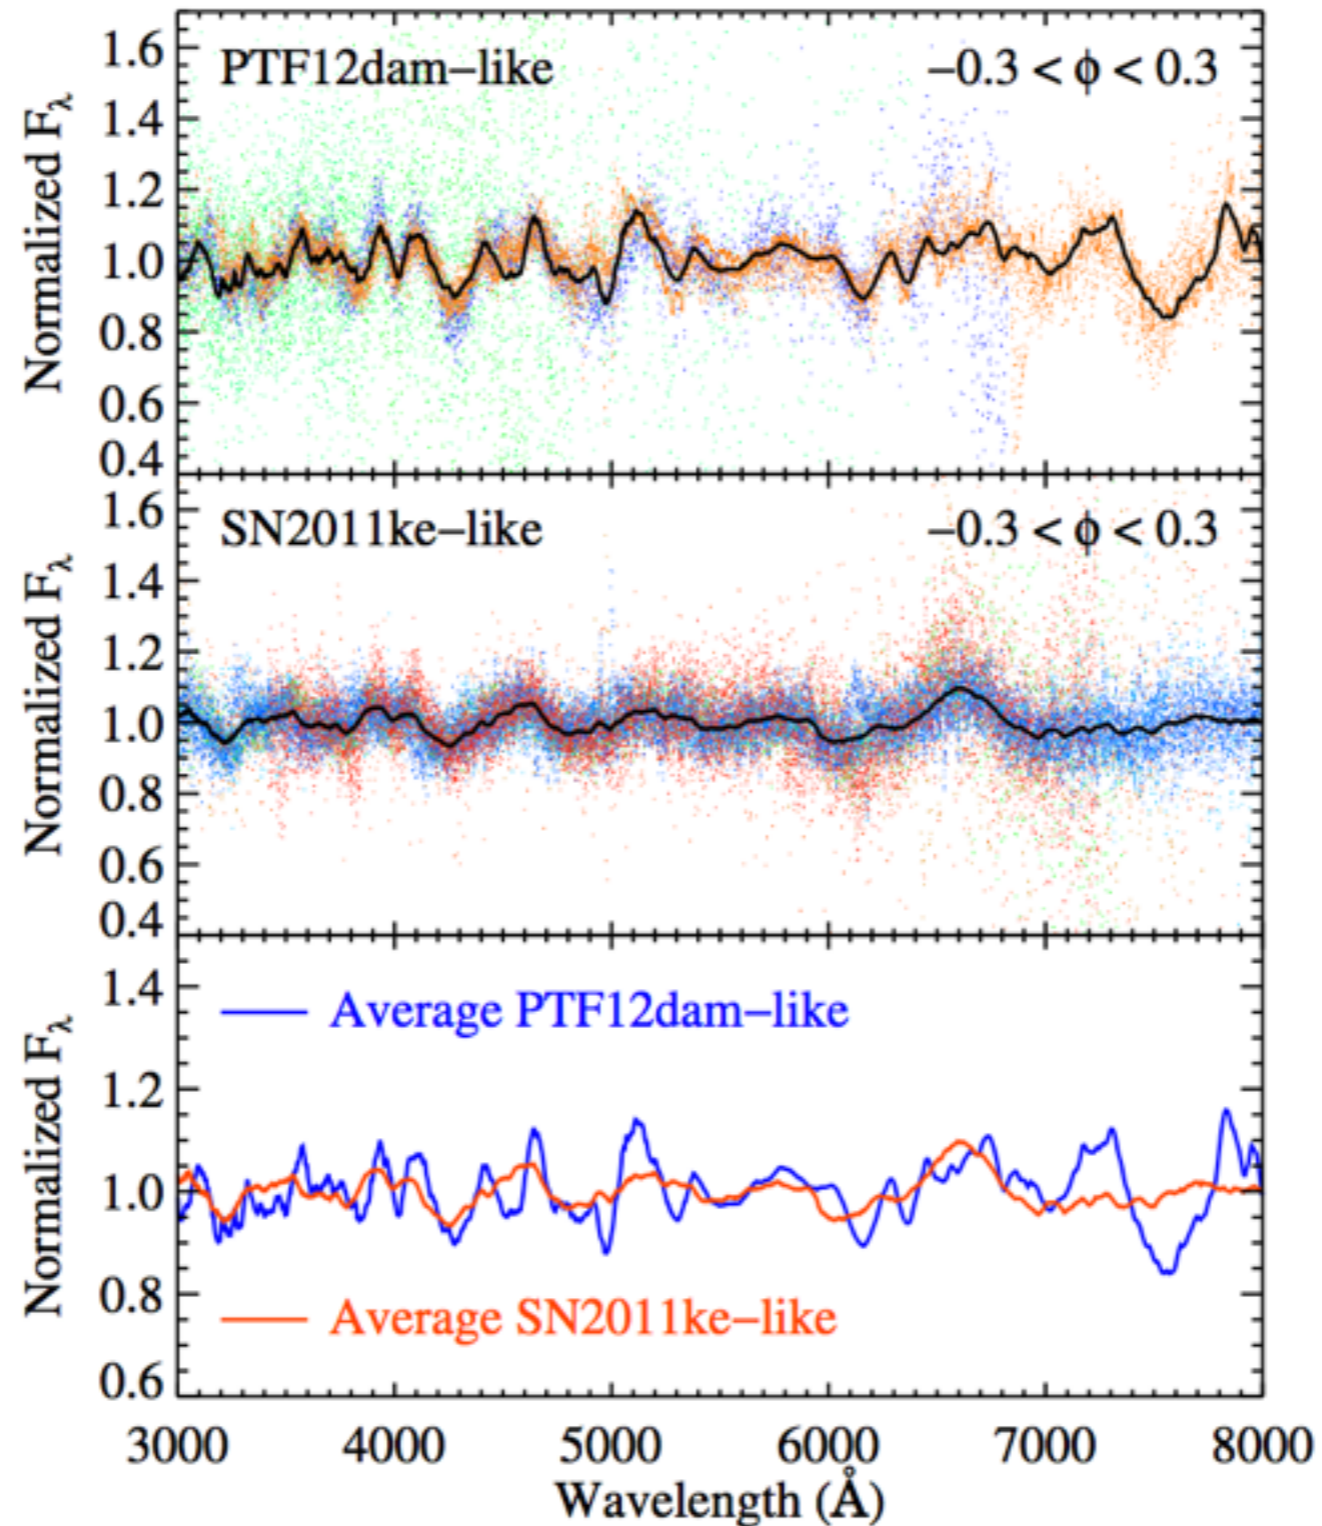 PTF12dam−like
−0.3 < ϕ < 0.3
Normalized Fλ
1.6
1.4
1.2
1.0
0.8
0.6
0.4
SN2011ke−like
−0.3 < ϕ < 0.3
Normalized Fλ
1.6
1.4
1.2
1.0
0.8
0.6
0.4
Average PTF12dam−like
Average SN2011ke−like
Normalized Fλ
1.4
1.2
1.0
0.8
0.6
3000 4000 5000 6000 7000 8000
Wavelength (Å)